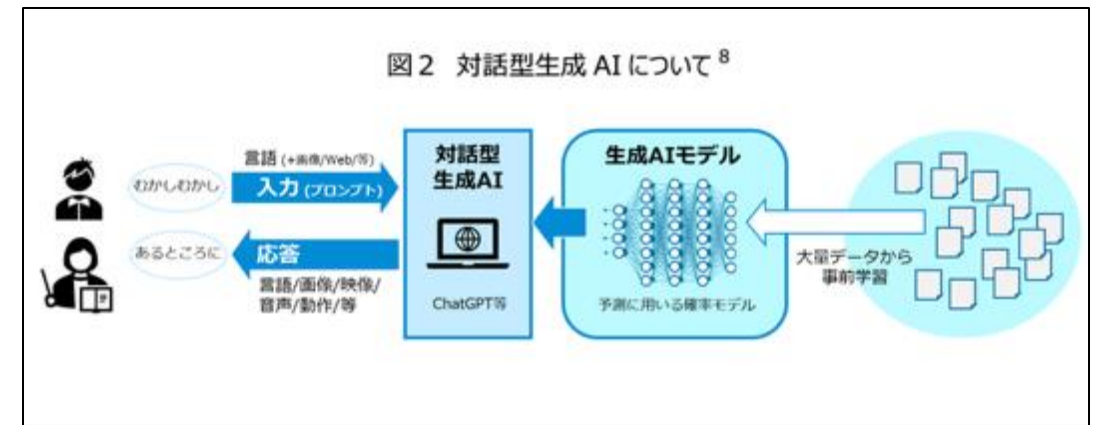 図2 対話型生成 AI について 8
むかしむかし
言語 (+画像/Web/等)
入力 (プロンプト)
あるところに
応答
言語/画像/映像/
音声/動作/等
対話型
生成AI
ChatGPT等
生成AIモデル
予測に用いる確率モデル
大量データから
事前学習